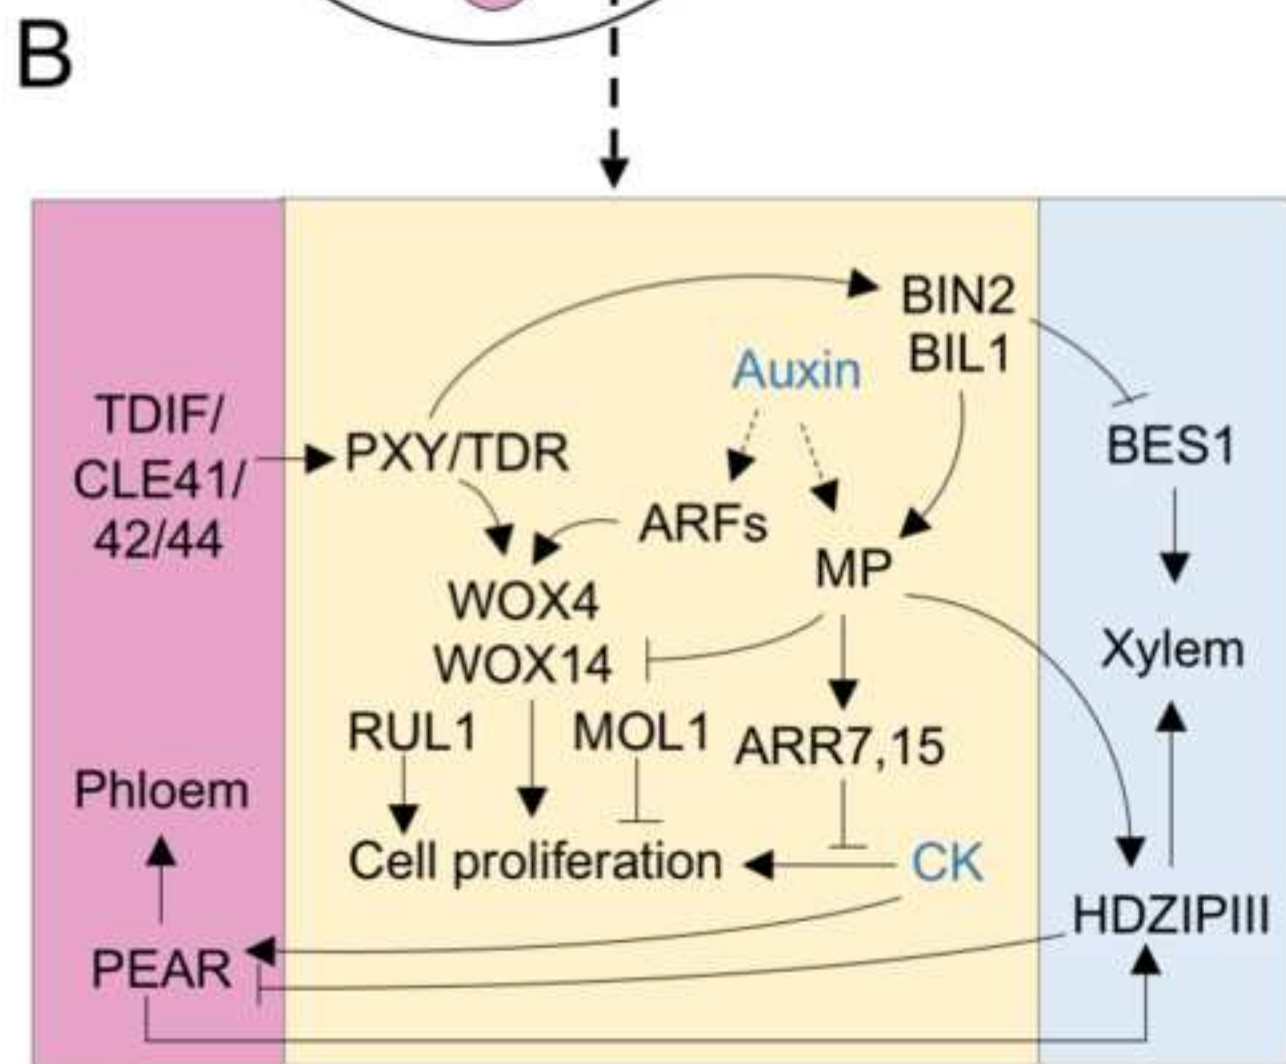 B
BIN2
BIL1
Auxin
TDIF/
CLE41/
42/44
PXY/TDR
BES1
ARFs
MP
WOX4
WOX14
Xylem
RUL1
MOL1
ARR7,15
Phloem
Cell proliferation
CK
HDZIPIII
PEAR